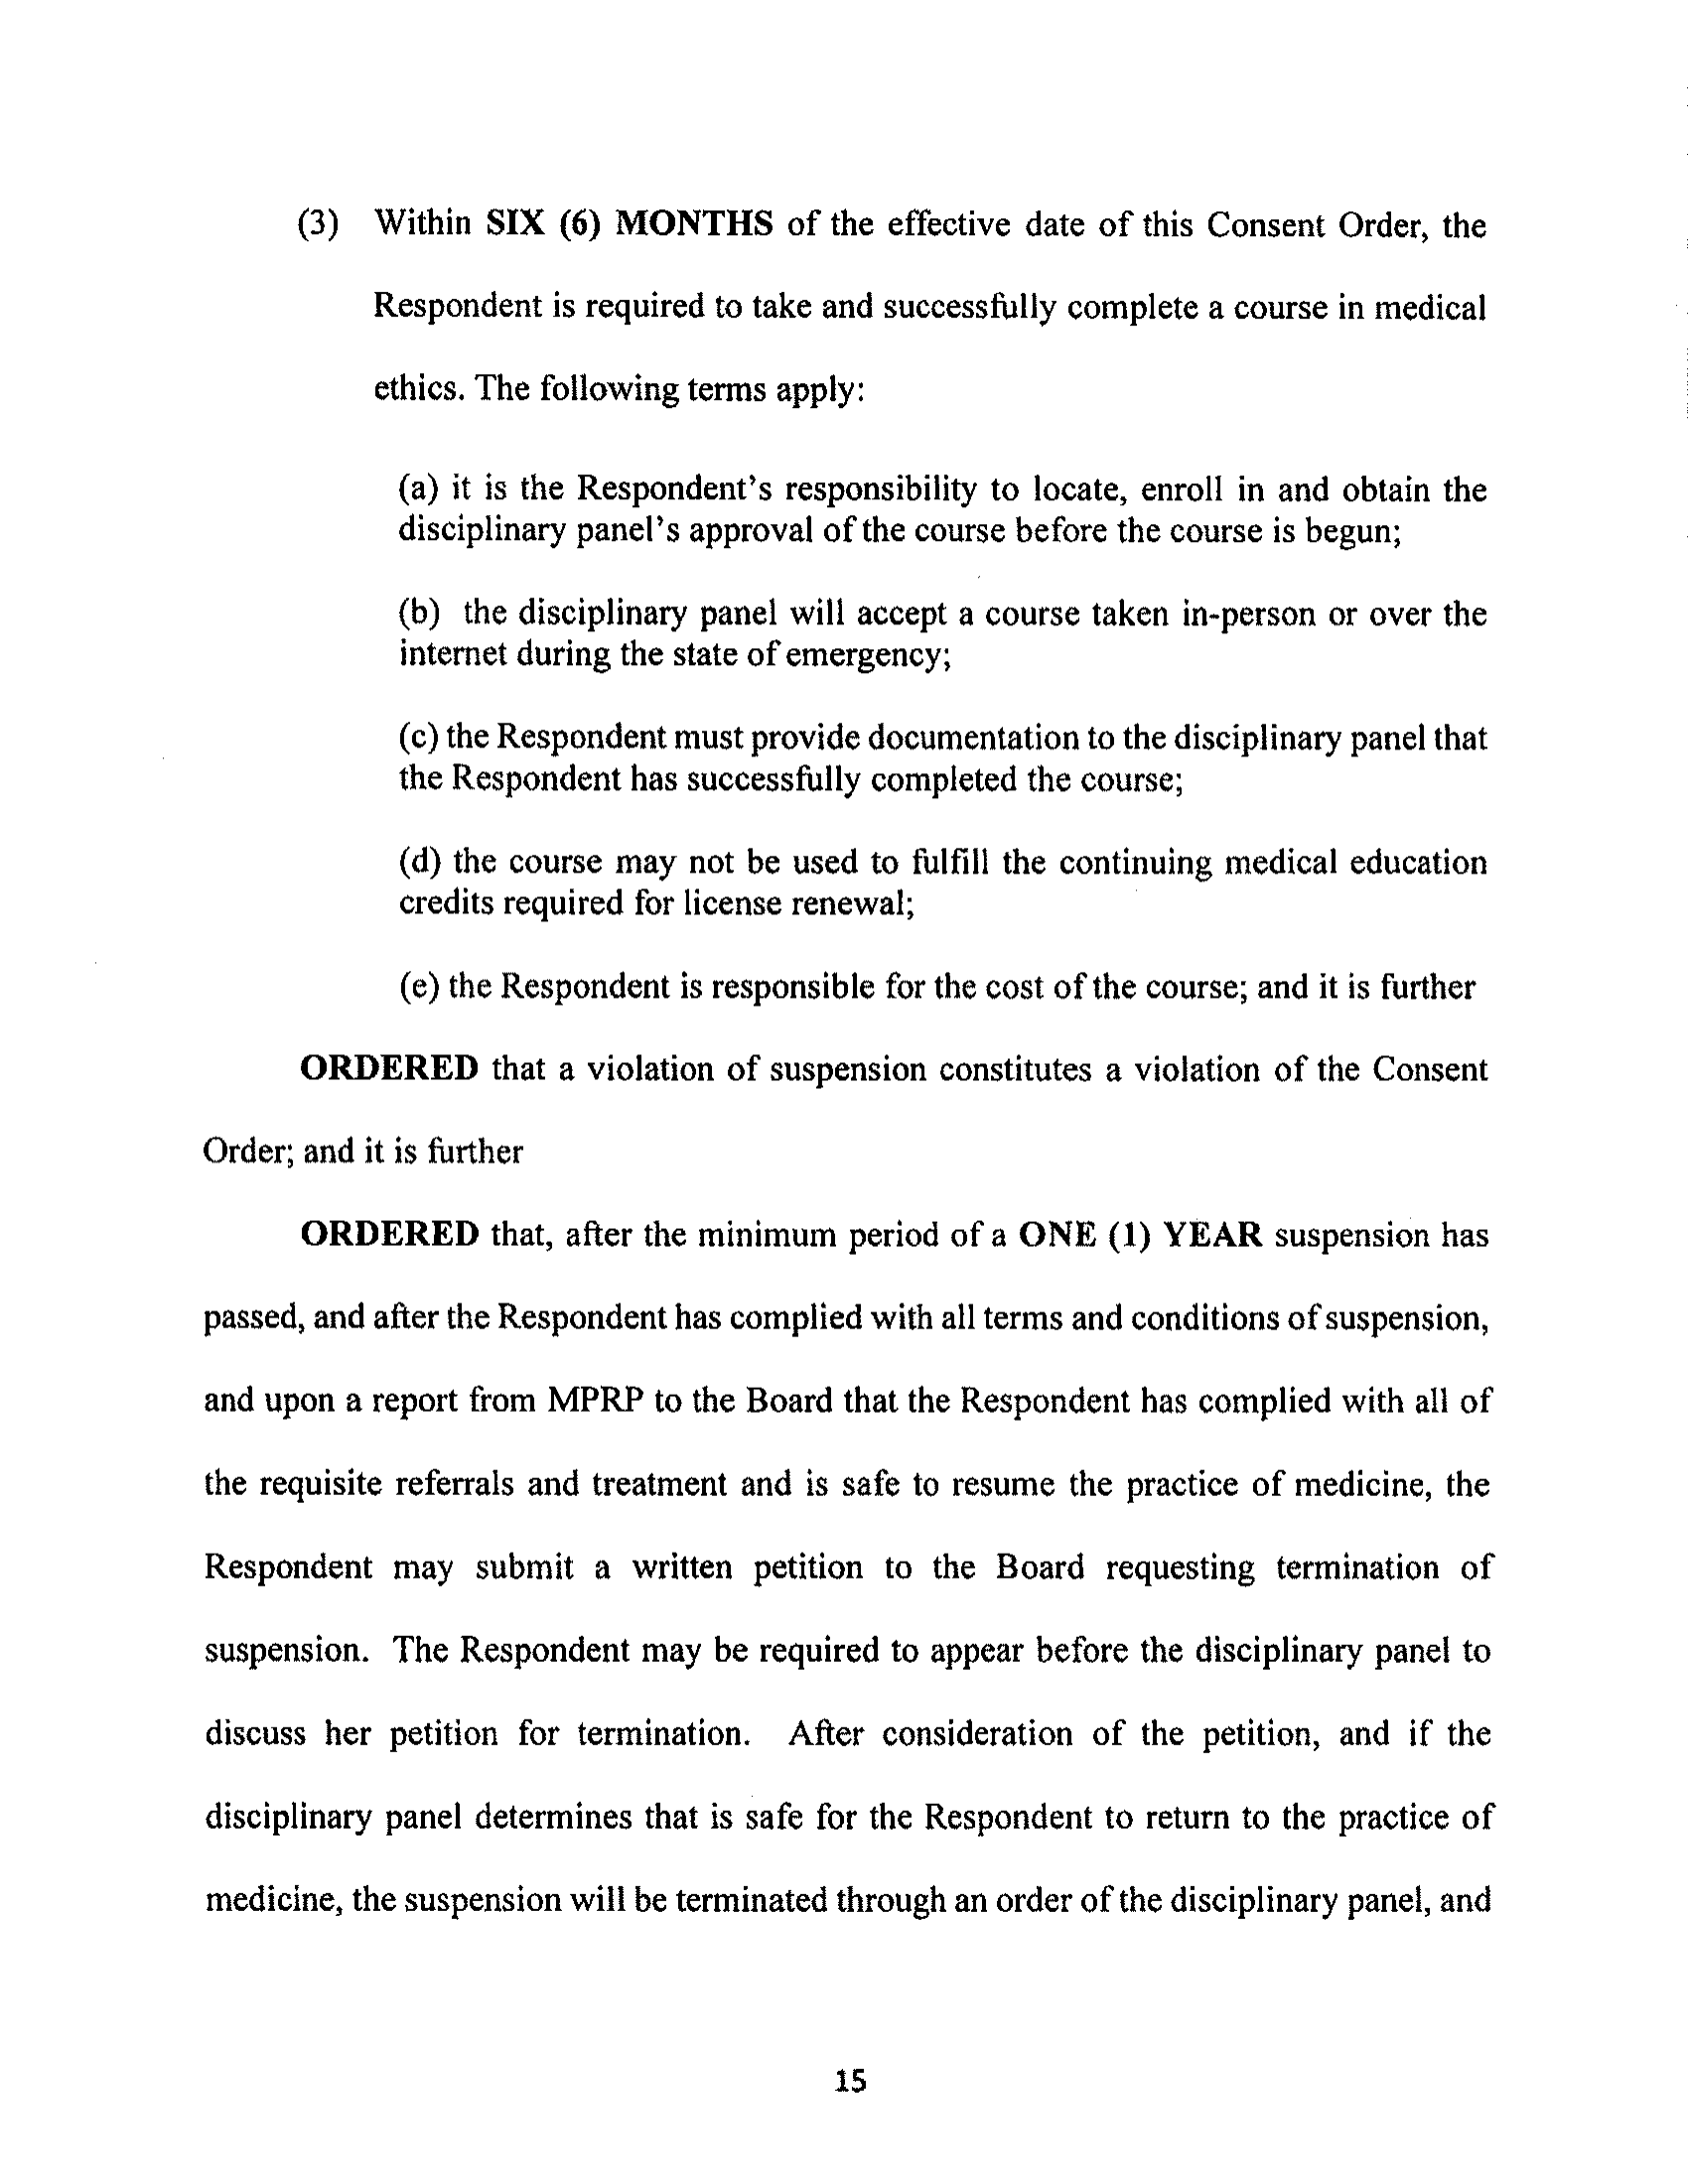 (3) Within SIX (6) MONTHS of the effective date of this Consent Order, the
Respondent is required to take and successfully complete a course in medical
ethics. The following terms apply:
(a) it is the Respondent's responsibility to locate, enroll in and obtain the
disciplinary panel's approval of the course before the course is begun;
(b) the disciplinary panel will accept a course taken in-person or over the
internet during the state of emergency;
(c) the Respondent must provide documentation to the disciplinary panel that
the Respondent has successfully completed the course;
(d) the course may not be used to fulfill the continuing medical education
credits required for license renewal;
(e) the Respondent is responsible for the cost of the course; and it is further
ORDERED that a violation of suspension constitutes a violation of the Consent
Order; and it is further
ORDERED that, after the minimum period of a ONE (1) YEAR suspension has
passed, and after the Respondent has complied with all terms and conditions of suspension,
and upon a report from MPRP to the Board that the Respondent has complied with all of
the requisite referrals and treatment and is safe to resume the practice of medicine, the
Respondent may submit a written petition to the Board requesting termination of
suspension. The Respondent may be required to appear before the disciplinary panel to
discuss her petition for termination. After consideration of the petition, and if the
disciplinary panel determines that is safe for the Respondent to return to the practice of
medicine, the suspension will be terminated through an order of the disciplinary panel, and
15